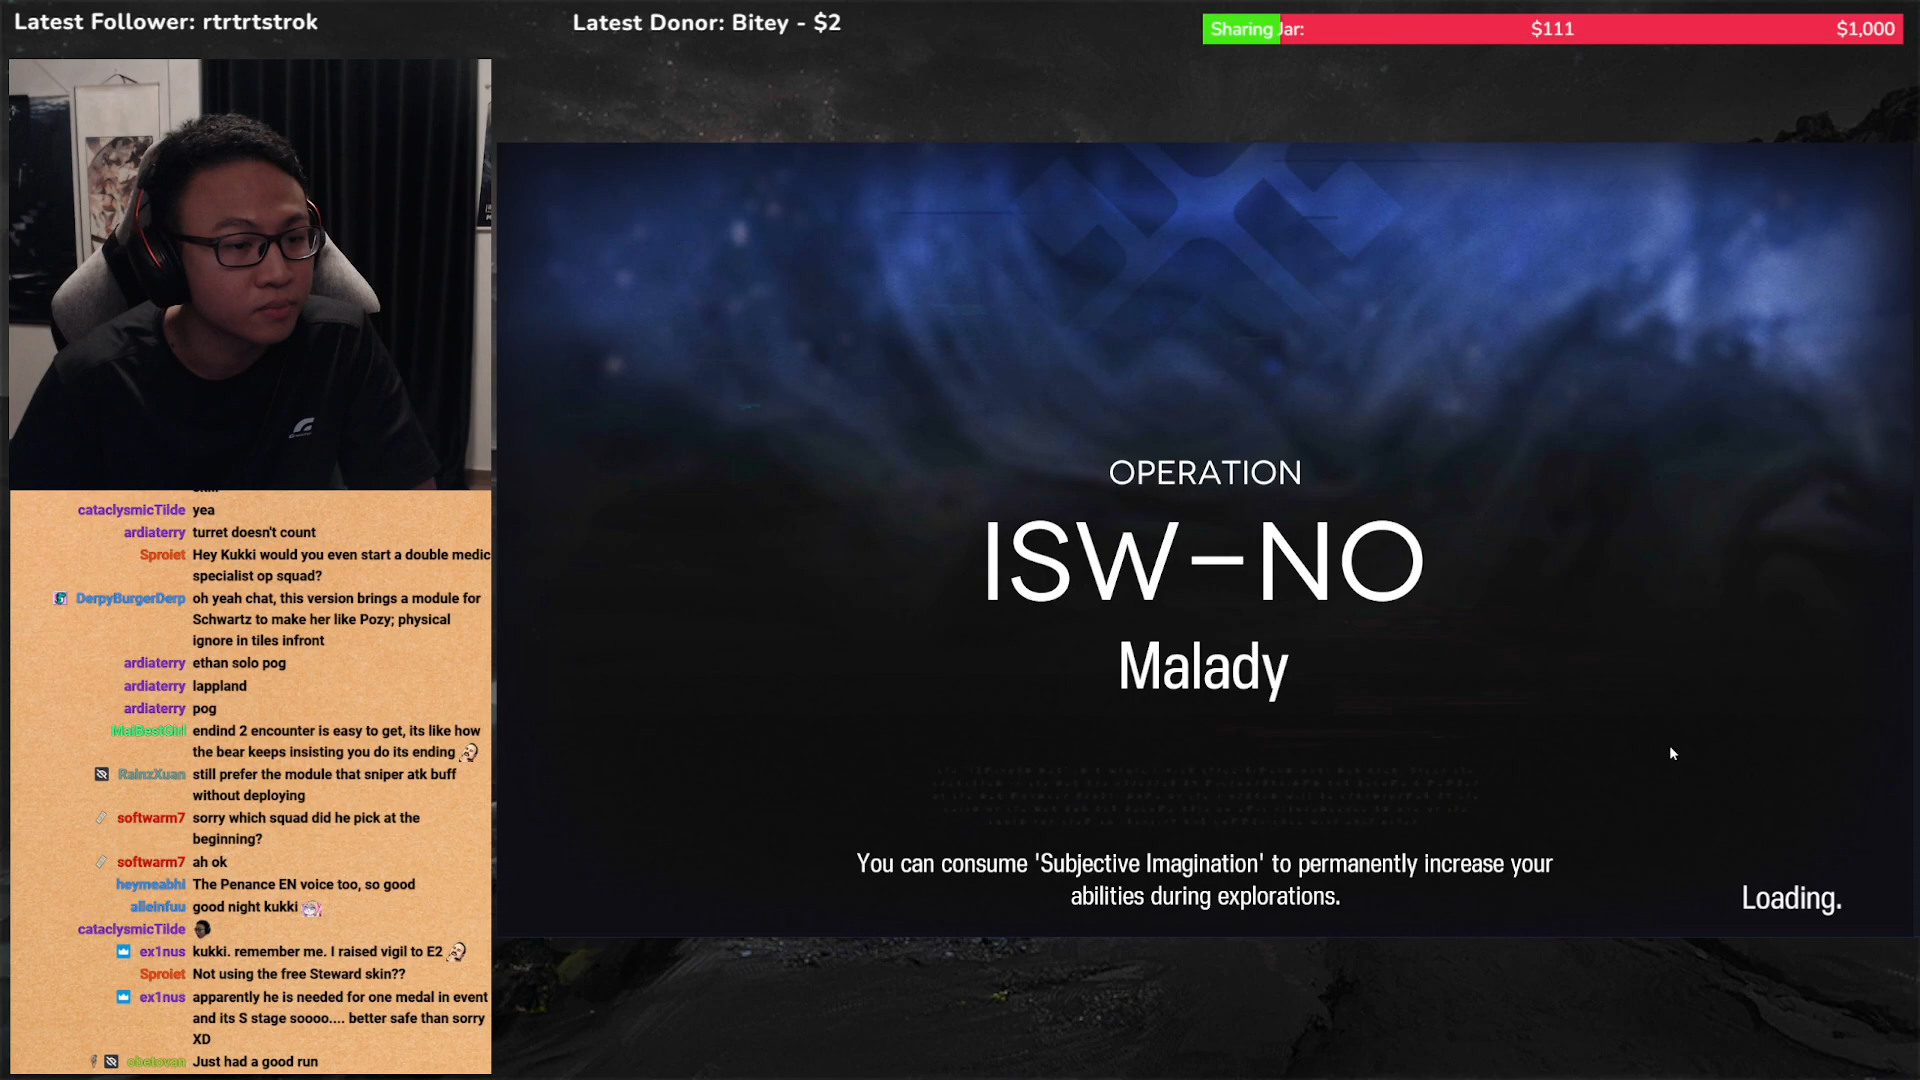 Latest Follower: rtrtrtstrok
Latest Donor: Bitey - $2
Sharing Jar: $111 $1,000
cataclysmicTilde yea
ardiaterry turret doesn't count
Sproiet Hey Kukki would you even start a double medic
specialist op squad?
DerpyBurgerDerp oh yeah chat, this version brings a module for
Schwartz to make her like Pozy; physical
ignore in tiles infront
ardiaterry ethan solo pog
ardiaterry lappland
ardiaterry pog
MalBestGirl endind 2 encounter is easy to get, its like how
the bear keeps insisting you do its ending
RainzXuan still prefer the module that sniper atk buff
without deploying
softwarm7 sorry which squad did he pick at the
beginning?
softwarm7 ah ok
heymeabhi The Penance EN voice too, so good
alleinfuu good night kukki
cataclysmicTilde
ex1nus kukki. remember me. I raised vigil to E2
Sproiet Not using the free Steward skin??
ex1nus apparently he is needed for one medal in event
and its S stage soooo.... better safe than sorry
XD
obetovan Just had a good run
OPERATION
ISW-NO
Malady
You can consume 'Subjective Imagination' to permanently increase your
abilities during explorations.
Loading.